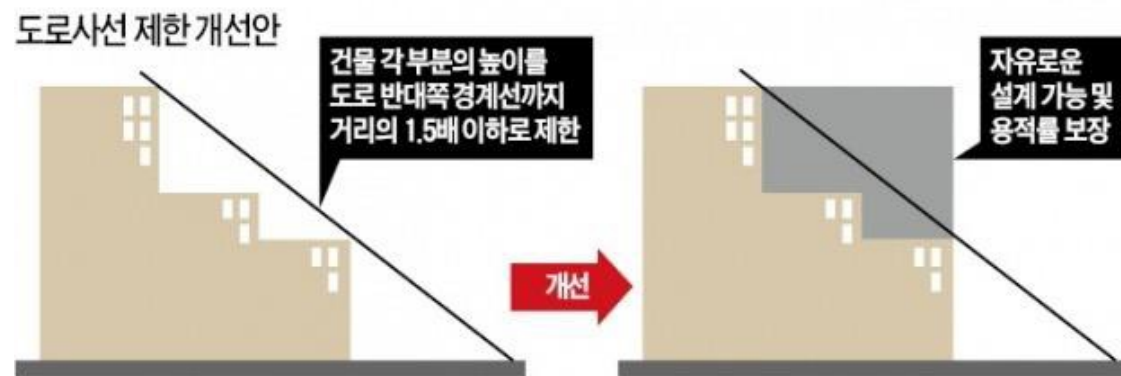 도로사선 제한 개선안
건물 각 부분의 높이를
도로 반대쪽 경계선까지
거리의 1.5배 이하로 제한
개선
자유로운
설계 가능 및
용적률 보장